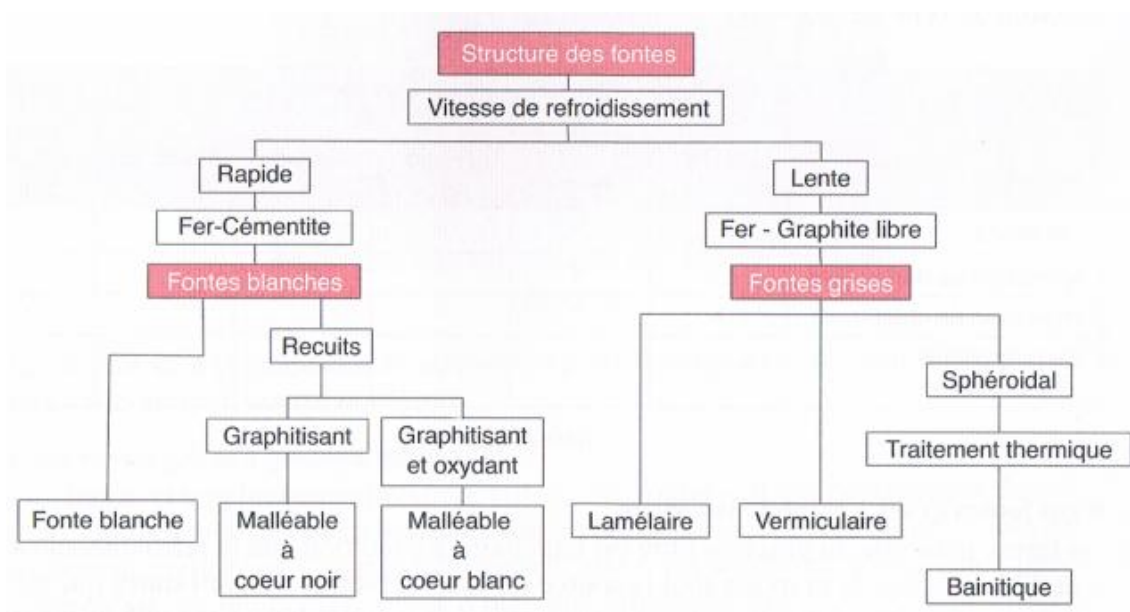 Structure des fontes
Vitesse de refroidissement
Rapide
Lente
Fer-Cémentite
Fer - Graphite libre
Fontes blanches
Fontes grises
Recuits
Sphéroidal
Graphitisant
Graphitisant
et oxydant
Traitement thermique
Fonte blanche
Malléable
à
coeur noir
Malléable
à
coeur blanc
Lamélaire
Vermiculaire
Bainitique